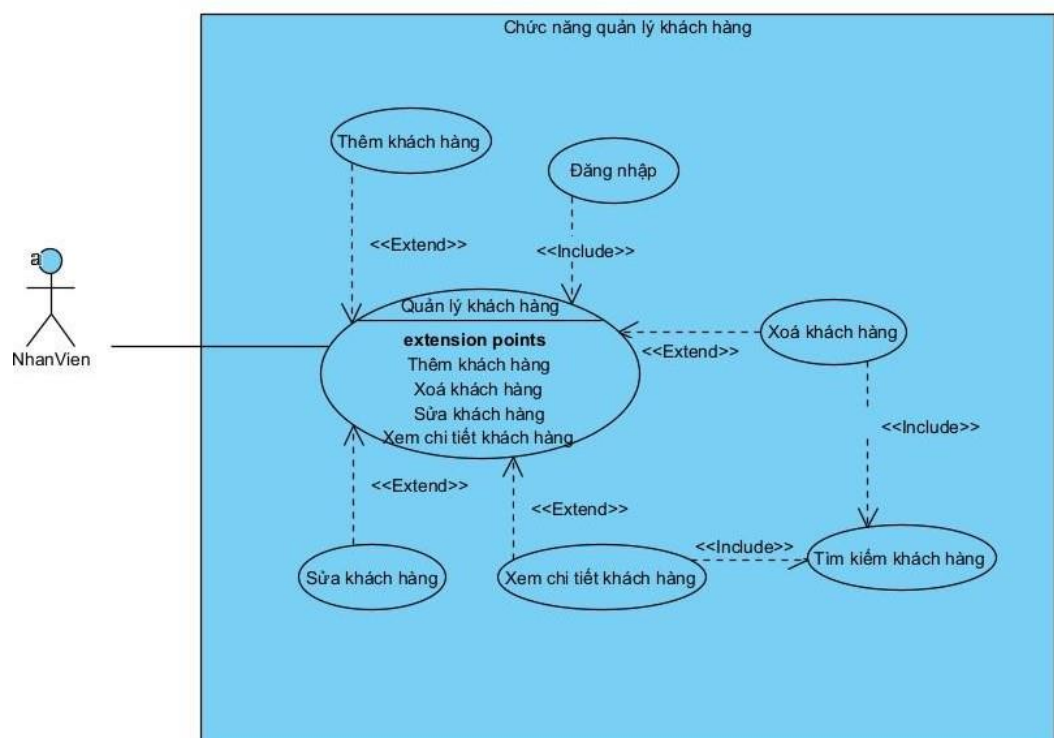 Chức năng quản lý khách hàng
Thêm khách hàng
Đăng nhập
<<Extend>>
<<Include>>
a
NhanVien
Quản lý khách hàng
extension points
Thêm khách hàng
Xoá khách hàng
Sửa khách hàng
Xem chi tiết khách hàng
Xoá khách hàng
<<Extend>>
<<Include>>
<<Extend>>
<<Extend>>
<<Include>>
Sửa khách hàng
Xem chi tiết khách hàng
Tìm kiếm khách hàng